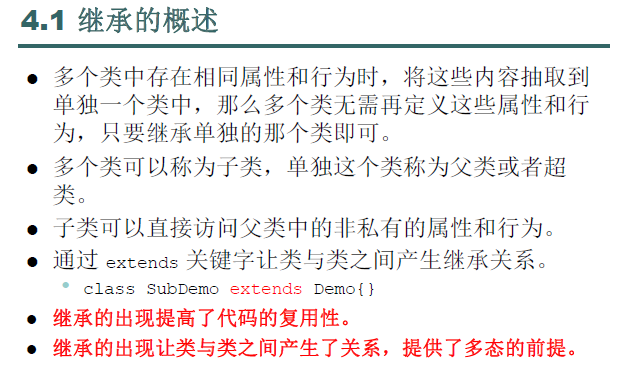 4.1 继承的概述
多个类中存在相同属性和行为时，将这些内容抽取到
单独一个类中，那么多个类无需再定义这些属性和行
为，只要继承单独的那个类即可。
多个类可以称为子类，单独这个类称为父类或者超
类。
子类可以直接访问父类中的非私有的属性和行为。
通过 extends 关键字让类与类之间产生继承关系。
class SubDemo extends Demo{}
继承的出现提高了代码的复用性。
继承的出现让类与类之间产生了关系，提供了多态的前提。